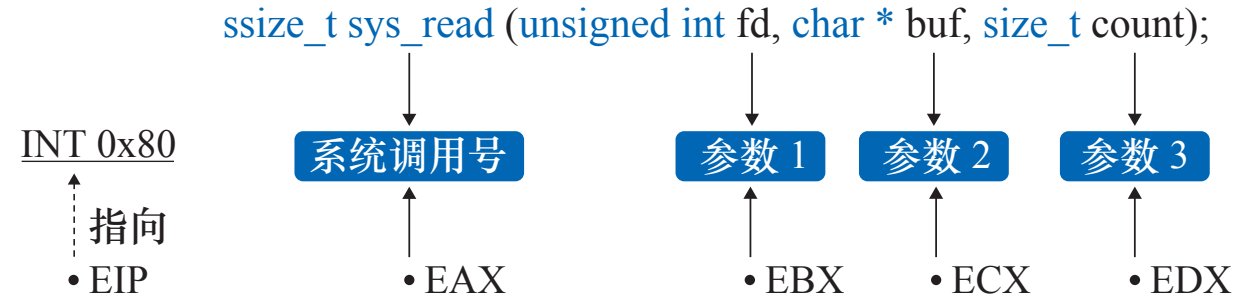 ssize_t sys_read (unsigned int fd, char * buf, size_t count);
INT 0x80 系统调用号 参数 1 参数 2 参数 3
指向
• EIP • EAX • EBX • ECX • EDX